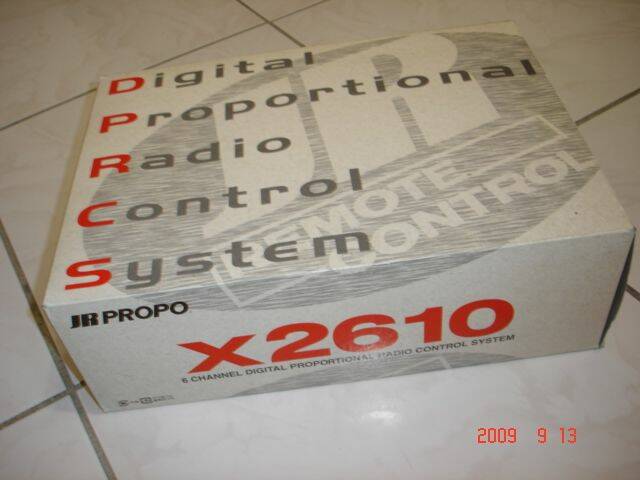 Digital
Proportional
Radio
Control
System
JR
REMOTE
CONTROL
JR PROPO
X2610
6 CHANNEL DIGITAL PROPORTIONAL RADIO CONTROL SYSTEM
2009 9 13